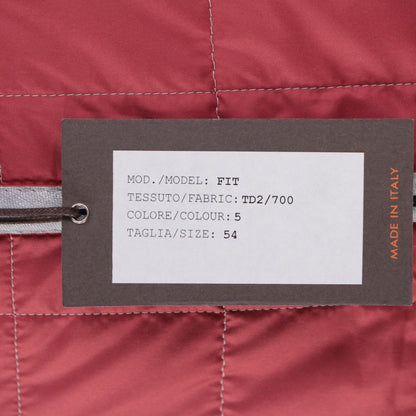 MOD./MODEL: FIT
TESSUTO/FABRIC: TD2/700
COLORE/COLOUR: 5
TAGLIA/SIZE: 54
MADE IN ITALY